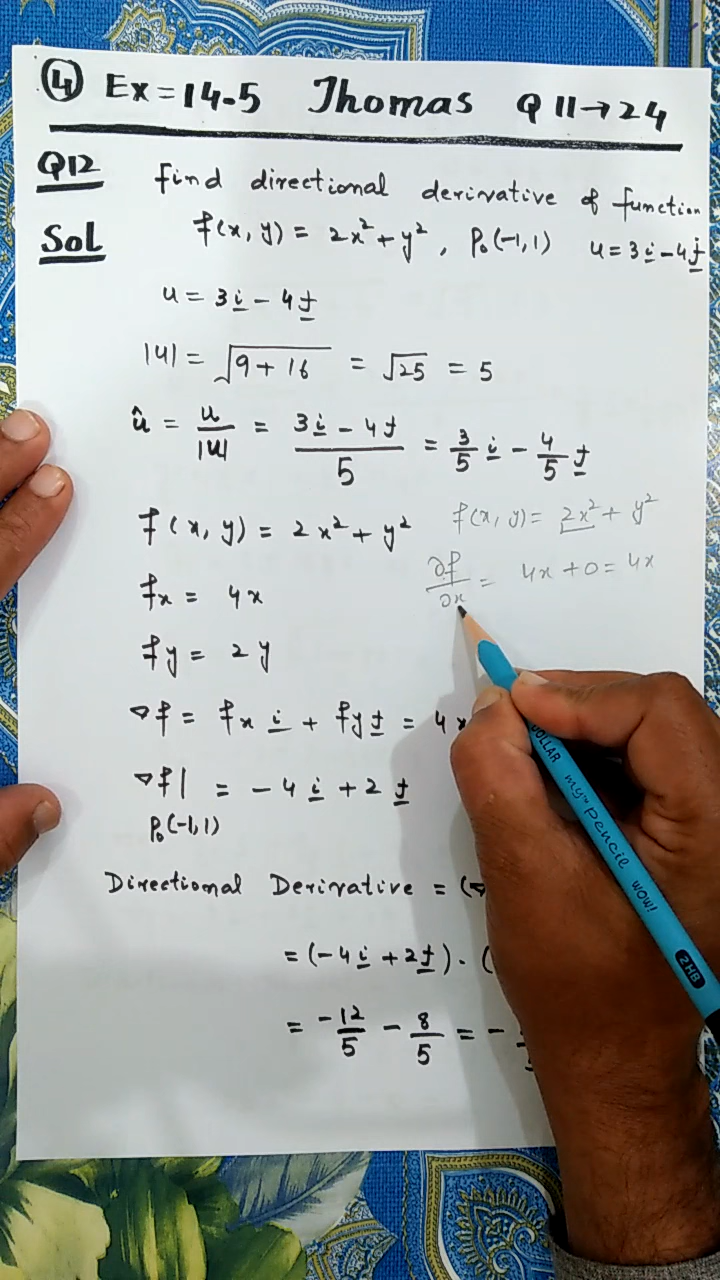 ④ Ex = 14.5 Thomas Q 11→24
Q12 Find directional derivative of function
Sol f(x, y) = 2x² + y², P₀(-1, 1) u = 3i - 4j
u = 3i - 4j
|u| = √9 + 16 = √25 = 5
û = u/|u| = 3i - 4j/5 = 3/5 i - 4/5 j
f(x, y) = 2x² + y² f(x, y) = 2x² + y²
∂f/∂x = 4x + 0 = 4x
fx = 4x
fy = 2y
∇f = fx i + fy j = 4x
∇f| = -4i + 2j
P₀(-1, 1)
Directional Derivative = (∇
= (-4i + 2j) . (
= -12/5 - 8/5 = -
DOLLAR my pencil wow! 2HB